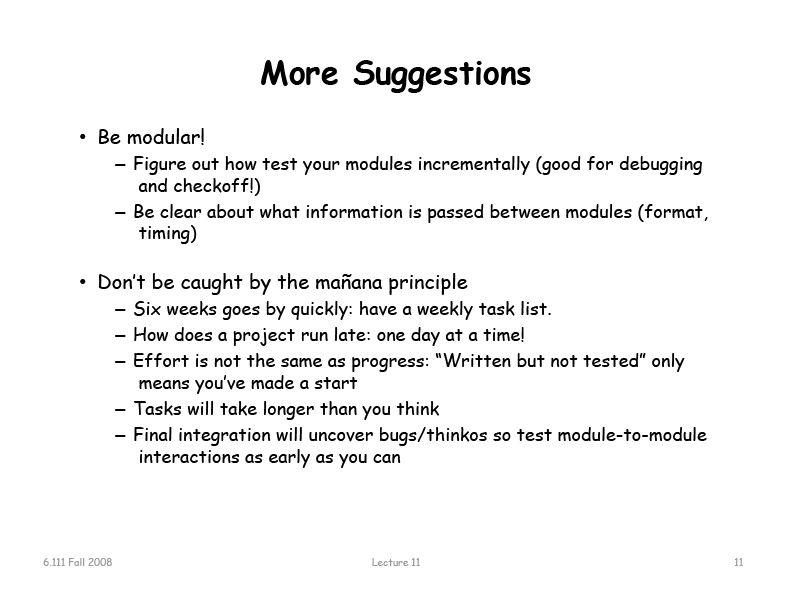 More Suggestions
• Be modular!
– Figure out how test your modules incrementally (good for debugging
and checkoff!)
– Be clear about what information is passed between modules (format,
timing)
• Don’t be caught by the mañana principle
– Six weeks goes by quickly: have a weekly task list.
– How does a project run late: one day at a time!
– Effort is not the same as progress: “Written but not tested” only
means you’ve made a start
– Tasks will take longer than you think
– Final integration will uncover bugs/thinkos so test module-to-module
interactions as early as you can
6.111 Fall 2008
Lecture 11
11